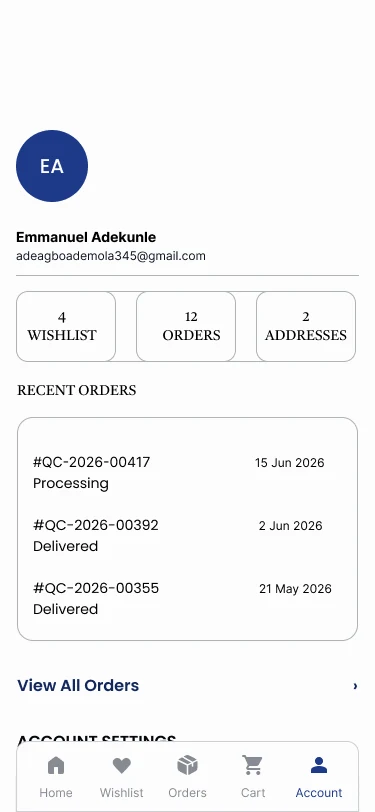 EA
Emmanuel Adekunle
adeagboademola345@gmail.com
4
WISHLIST
12
ORDERS
2
ADDRESSES
RECENT ORDERS
#QC-2026-00417 15 Jun 2026
Processing
#QC-2026-00392 2 Jun 2026
Delivered
#QC-2026-00355 21 May 2026
Delivered
View All Orders ›
ACCOUNT SETTINGS
Home Wishlist Orders Cart Account